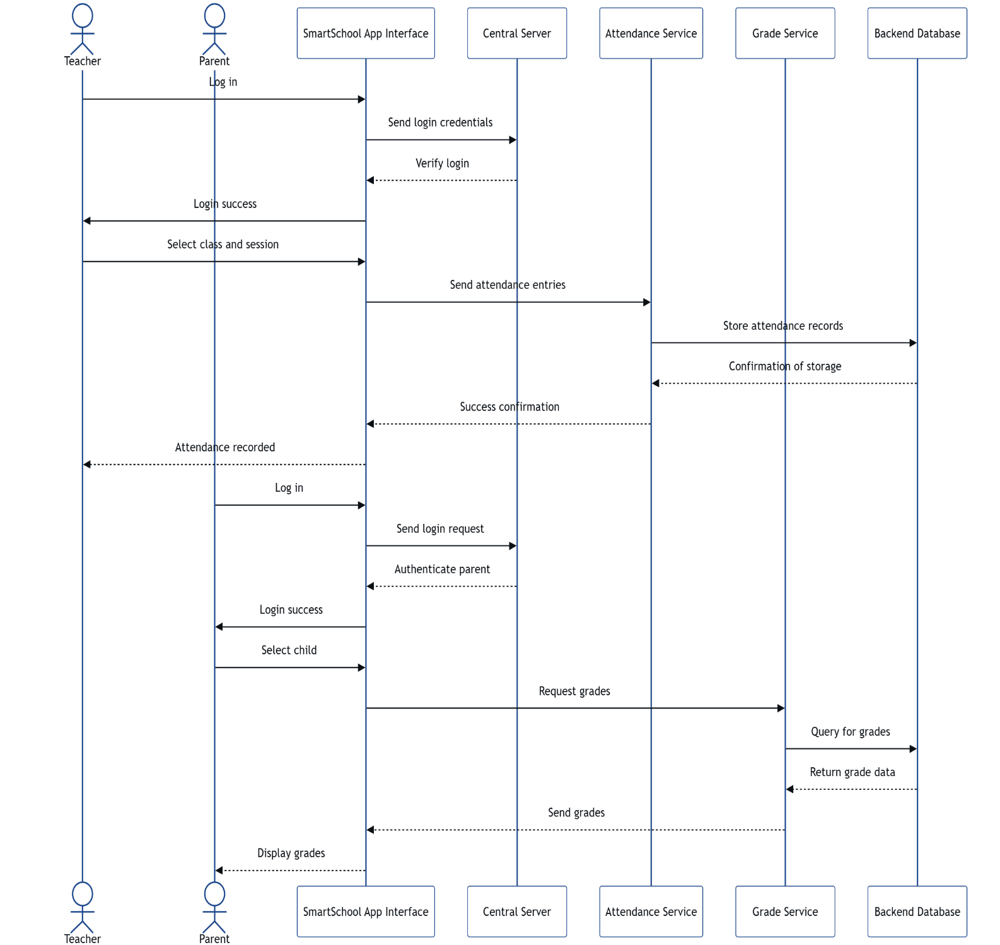 Teacher
Parent
SmartSchool App Interface
Central Server
Attendance Service
Grade Service
Backend Database
Log in
Send login credentials
Verify login
Login success
Select class and session
Send attendance entries
Store attendance records
Confirmation of storage
Success confirmation
Attendance recorded
Log in
Send login request
Authenticate parent
Login success
Select child
Request grades
Query for grades
Return grade data
Send grades
Display grades
Teacher
Parent
SmartSchool App Interface
Central Server
Attendance Service
Grade Service
Backend Database